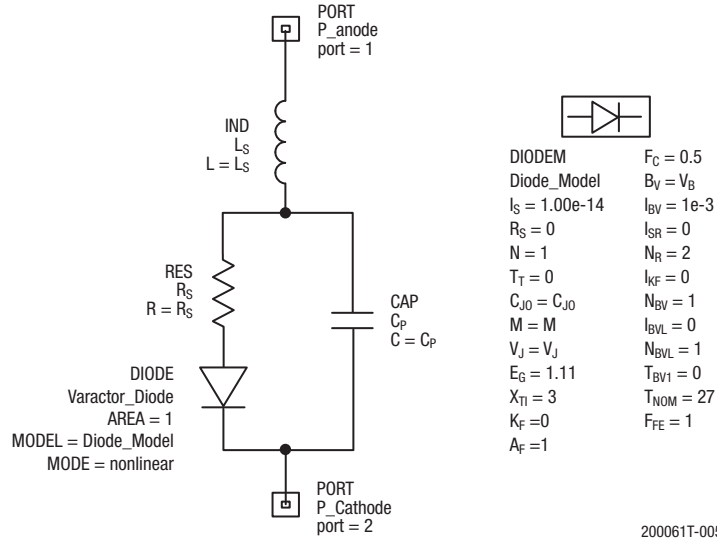 PORT
P_anode
port = 1
IND
LS
L = LS
RES
RS
R = RS
CAP
CP
C = CP
DIODE
Varactor_Diode
AREA = 1
MODEL = Diode_Model
MODE = nonlinear
PORT
P_Cathode
port = 2
DIODEM
Diode_Model
IS = 1.00e-14
RS = 0
N = 1
TT = 0
CJ0 = CJ0
M = M
VJ = VJ
EG = 1.11
XTI = 3
KF =0
AF =1
FC = 0.5
BV = VB
IBV = 1e-3
ISR = 0
NR = 2
IKF = 0
NBV = 1
IBVL = 0
NBVL = 1
TBV1 = 0
TNOM = 27
FFE = 1
200061T-005